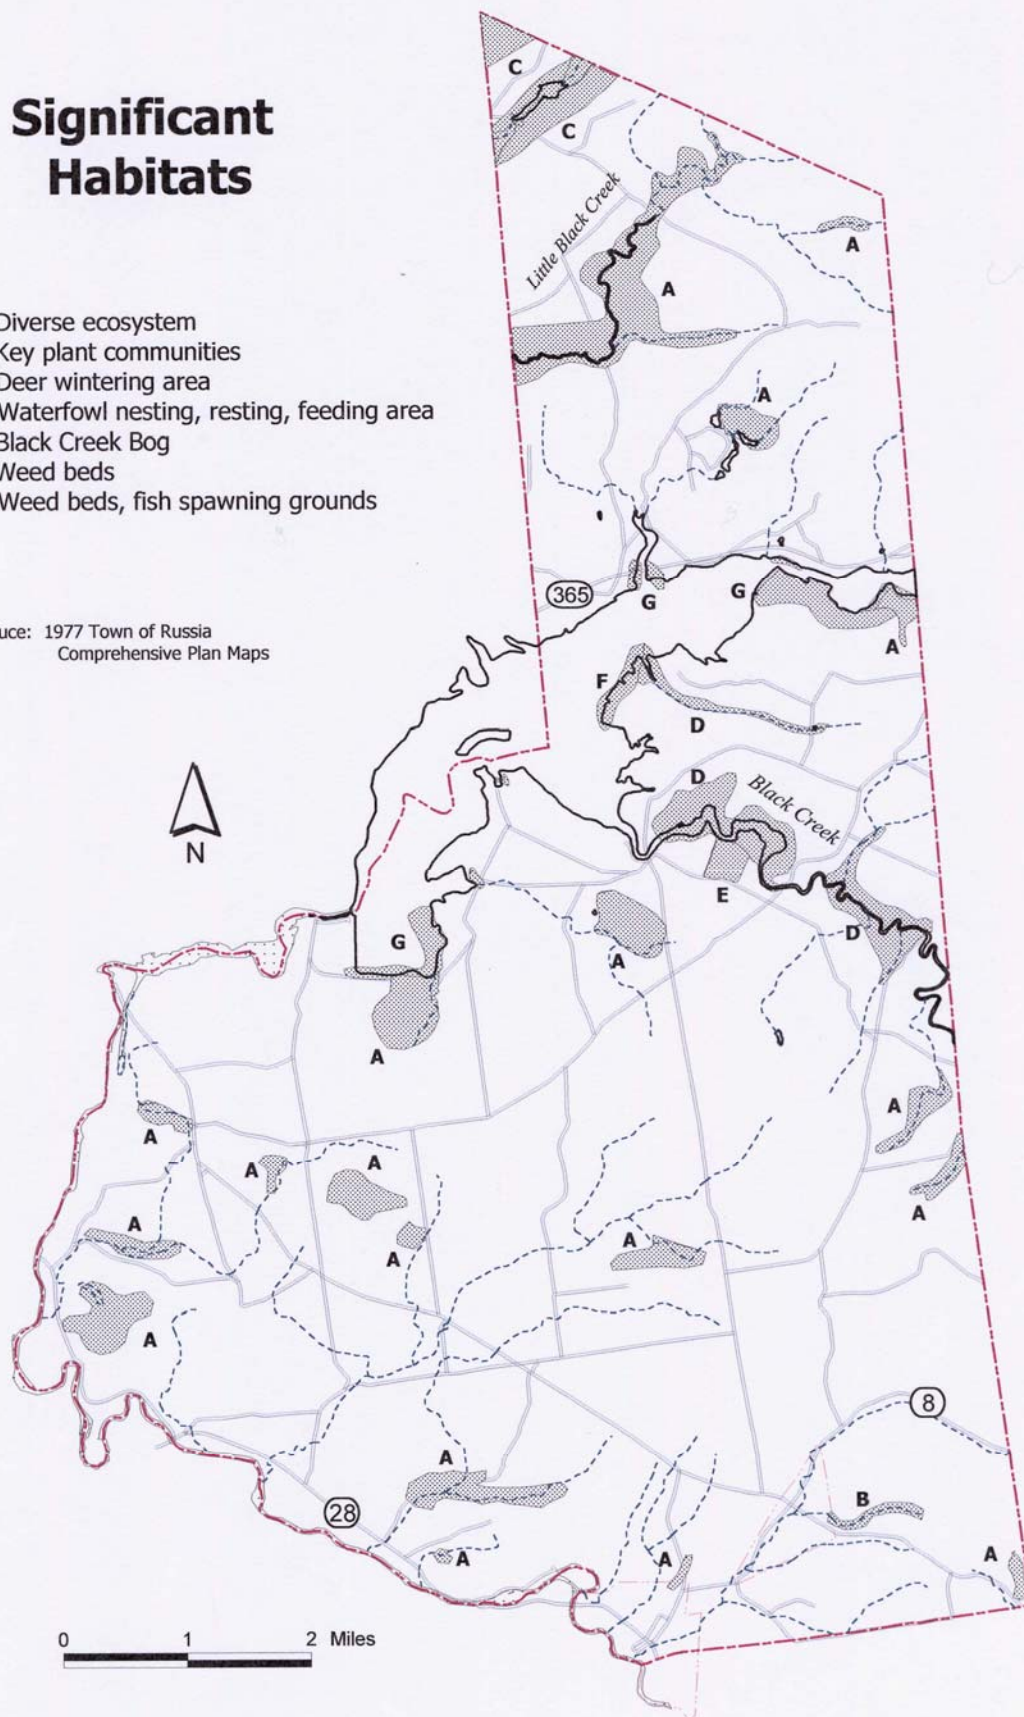 Significant
Habitats
Diverse ecosystem
Key plant communities
Deer wintering area
Waterfowl nesting, resting, feeding area
Black Creek Bog
Weed beds
Weed beds, fish spawning grounds
uce: 1977 Town of Russia
Comprehensive Plan Maps
N
0 1 2 Miles
C
C
Little Black Creek
A
A
A
365
G
G
A
F
D
D
Black Creek
E
D
G
A
A
A
A
A
A
A
A
A
A
A
A
8
A
28
B
A
A
A